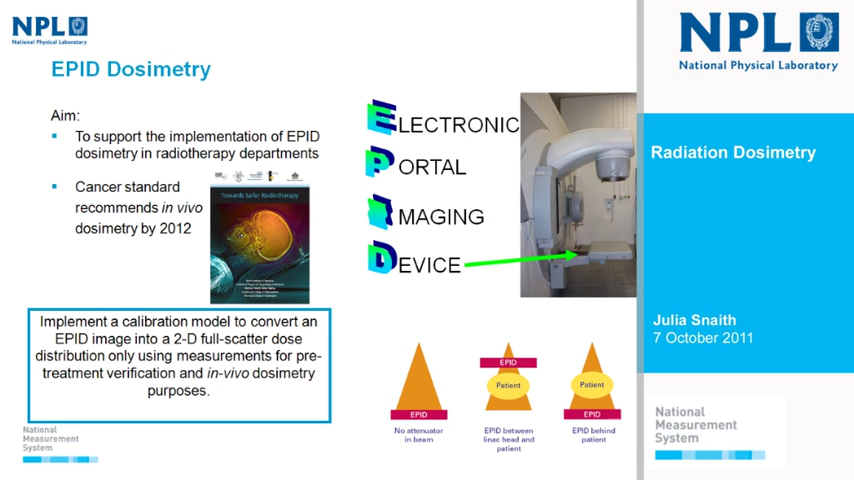 NPL
National Physical Laboratory
EPID Dosimetry
Aim:
To support the implementation of EPID
dosimetry in radiotherapy departments
Cancer standard
recommends in vivo
dosimetry by 2012
Towards Safer Radiotherapy
Implement a calibration model to convert an
EPID image into a 2-D full-scatter dose
distribution only using measurements for pre-
treatment verification and in-vivo dosimetry
purposes.
National
Measurement
System
ELECTRONIC
PORTAL
IMAGING
DEVICE
EPID
No attenuator
in beam
EPID
Patient
EPID between
linac head and
patient
Patient
EPID
EPID behind
patient
NPL
National Physical Laboratory
Radiation Dosimetry
Julia Snaith
7 October 2011
National
Measurement
System